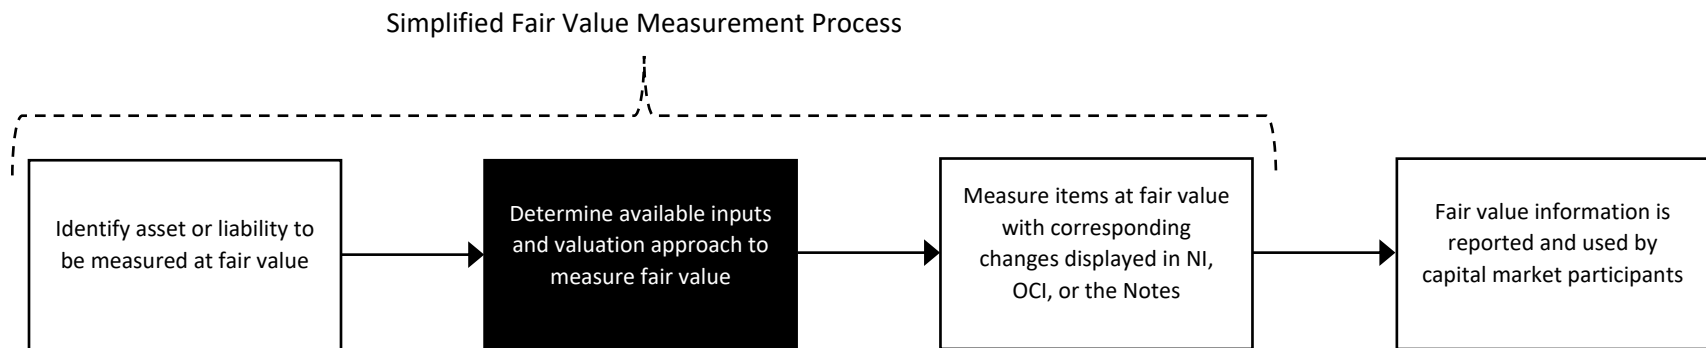 Simplified Fair Value Measurement Process
Identify asset or liability to
be measured at fair value
Determine available inputs
and valuation approach to
measure fair value
Measure items at fair value
with corresponding
changes displayed in NI,
OCI, or the Notes
Fair value information is
reported and used by
capital market participants